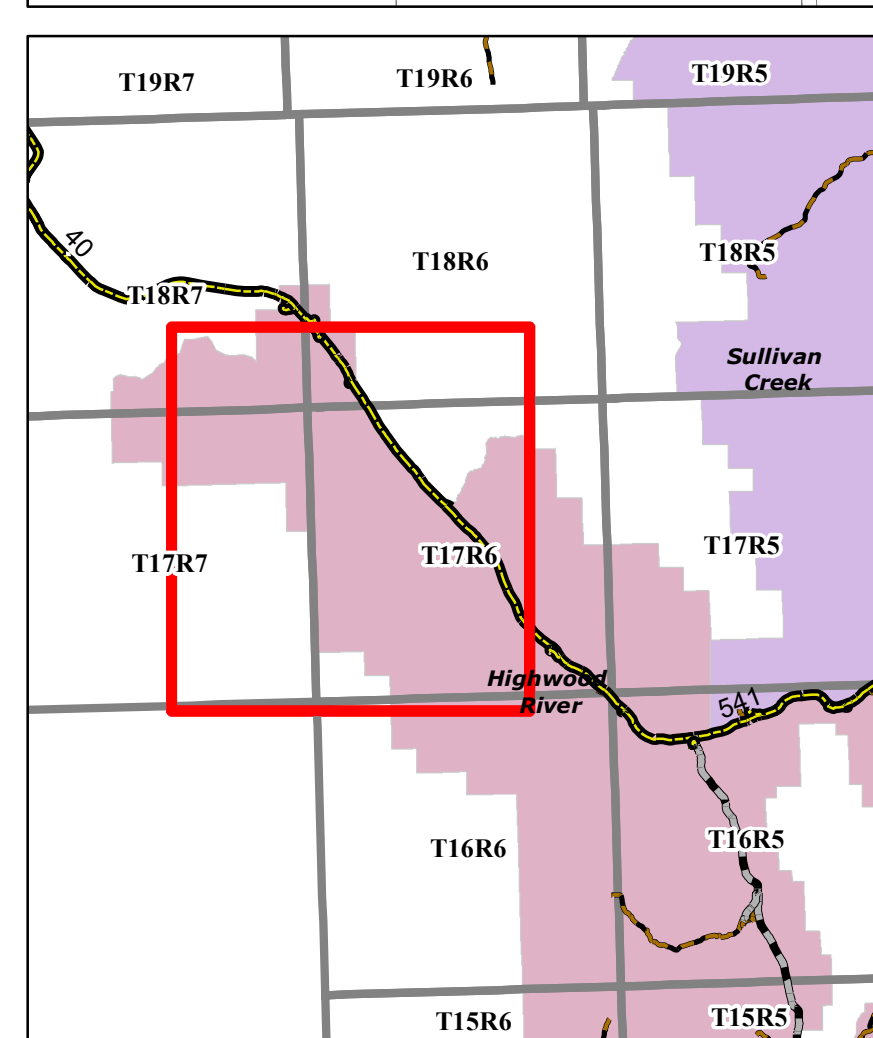 T19R7
T19R6
T19R5
40
T18R7
T18R6
T18R5
Sullivan
Creek
T17R7
T17R6
T17R5
Highwood
River
541
T16R6
T16R5
T15R6
T15R5